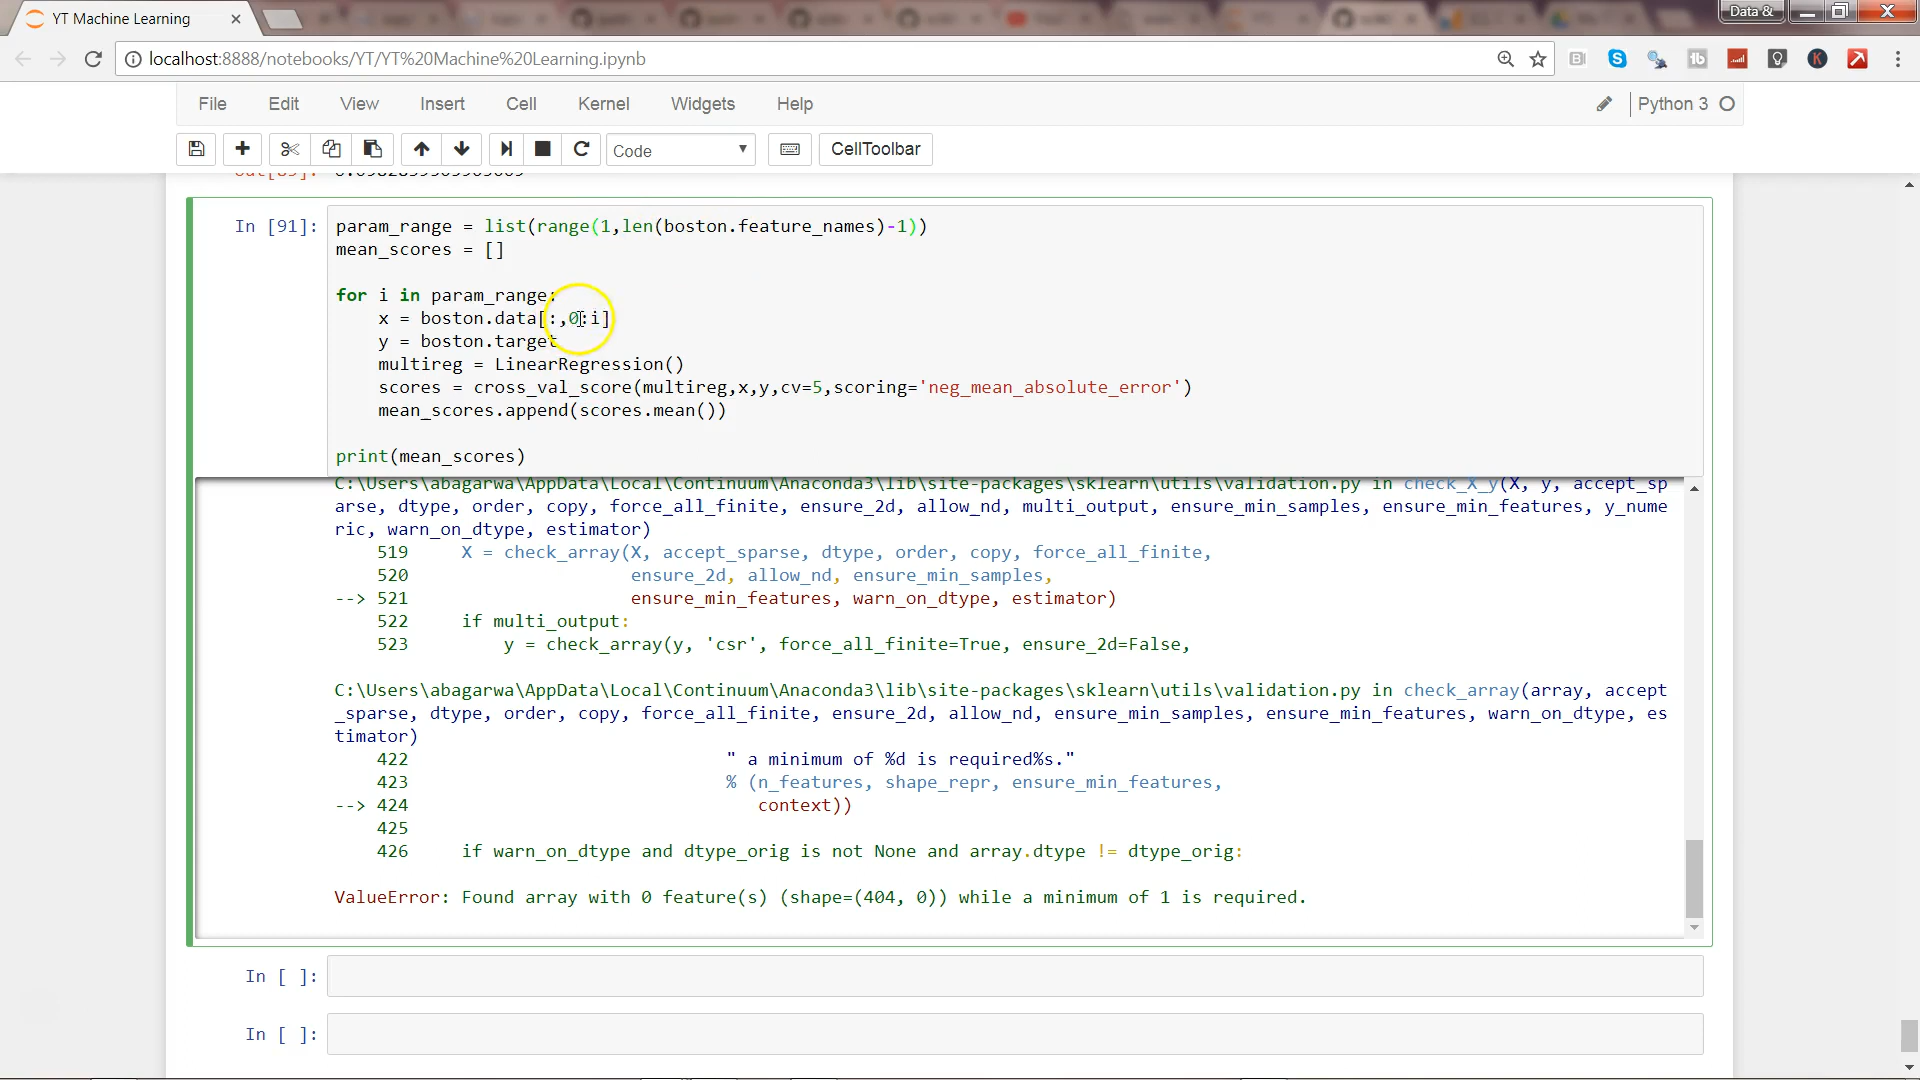 YT Machine Learning
Data &
localhost:8888/notebooks/YT/YT%20Machine%20Learning.ipynb
File Edit View Insert Cell Kernel Widgets Help Python 3
Code CellToolbar
In [91]: param_range = list(range(1,len(boston.feature_names)-1))
mean_scores = []
for i in param_range:
x = boston.data[:,0:i]
y = boston.target
multireg = LinearRegression()
scores = cross_val_score(multireg,x,y,cv=5,scoring='neg_mean_absolute_error')
mean_scores.append(scores.mean())
print(mean_scores)
C:\Users\abagarwa\AppData\Local\Continuum\Anaconda3\lib\site-packages\sklearn\utils\validation.py in check_X_y(X, y, accept_sp
arse, dtype, order, copy, force_all_finite, ensure_2d, allow_nd, multi_output, ensure_min_samples, ensure_min_features, y_nume
ric, warn_on_dtype, estimator)
519 X = check_array(X, accept_sparse, dtype, order, copy, force_all_finite,
520 ensure_2d, allow_nd, ensure_min_samples,
--> 521 ensure_min_features, warn_on_dtype, estimator)
522 if multi_output:
523 y = check_array(y, 'csr', force_all_finite=True, ensure_2d=False,
C:\Users\abagarwa\AppData\Local\Continuum\Anaconda3\lib\site-packages\sklearn\utils\validation.py in check_array(array, accept
_sparse, dtype, order, copy, force_all_finite, ensure_2d, allow_nd, ensure_min_samples, ensure_min_features, warn_on_dtype, es
timator)
422 " a minimum of %d is required%s."
423 % (n_features, shape_repr, ensure_min_features,
--> 424 context))
425
426 if warn_on_dtype and dtype_orig is not None and array.dtype != dtype_orig:
ValueError: Found array with 0 feature(s) (shape=(404, 0)) while a minimum of 1 is required.
In [ ]:
In [ ]: